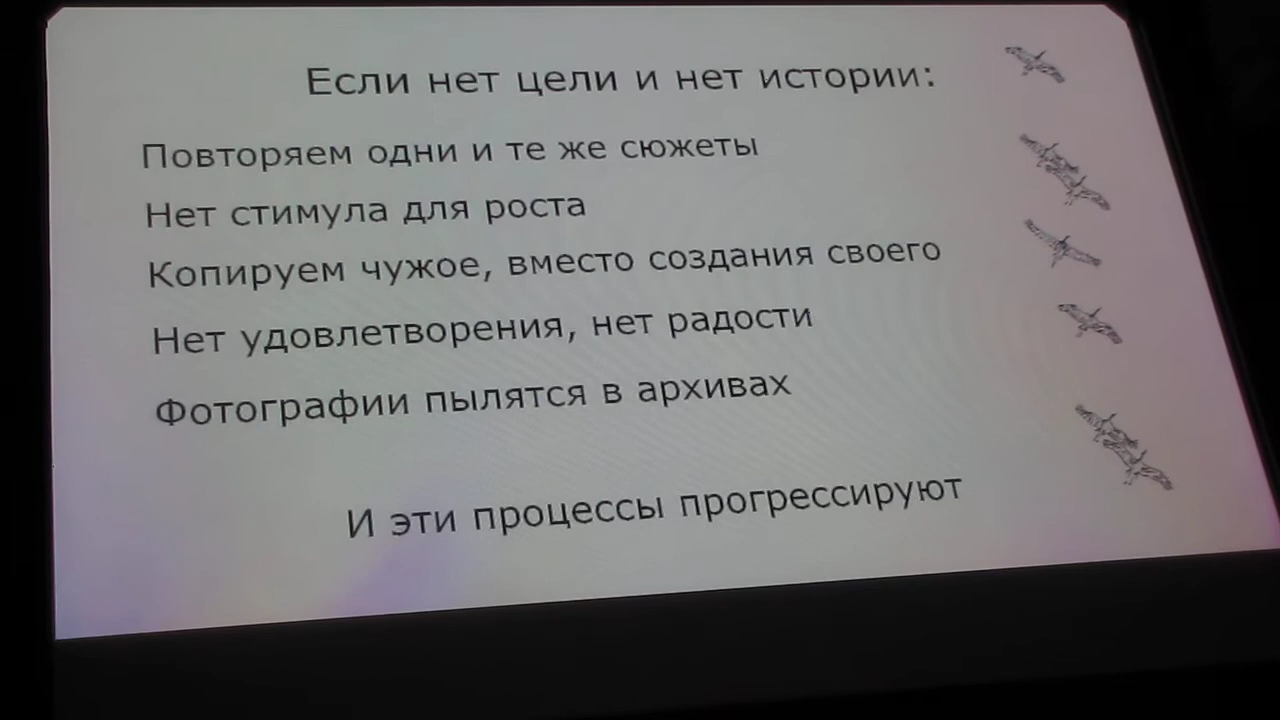 Если нет цели и нет истории:
Повторяем одни и те же сюжеты
Нет стимула для роста
Копируем чужое, вместо создания своего
Нет удовлетворения, нет радости
Фотографии пылятся в архивах
И эти процессы прогрессируют